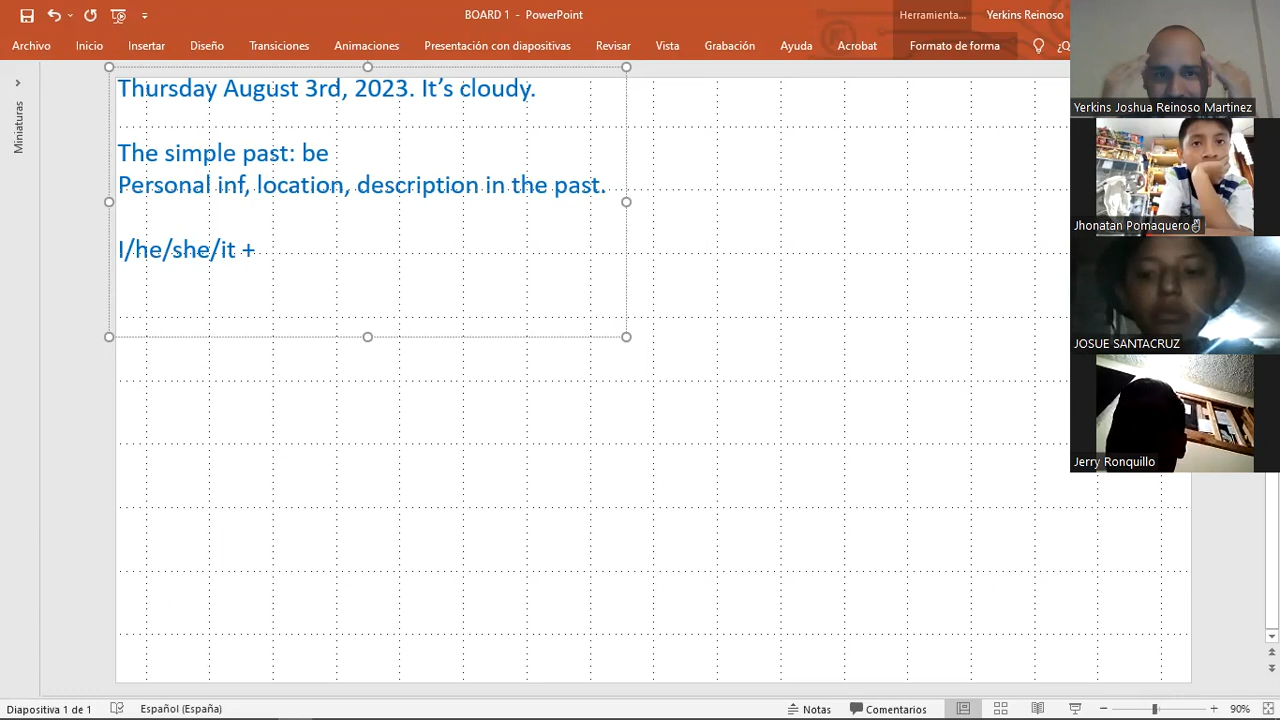 BOARD 1 - PowerPoint
Herramienta...
Yerkins Reinoso
Archivo
Inicio
Insertar
Diseño
Transiciones
Animaciones
Presentación con diapositivas
Revisar
Vista
Grabación
Ayuda
Acrobat
Formato de forma
¿Q
Miniaturas
Thursday August 3rd, 2023. It’s cloudy.
The simple past: be
Personal inf, location, description in the past.
I/he/she/it +
Yerkins Joshua Reinoso Martinez
Jhonatan Pomaquero✌
JOSUE SANTACRUZ
Jerry Ronquillo
Diapositiva 1 de 1
Español (España)
Notas
Comentarios
90%